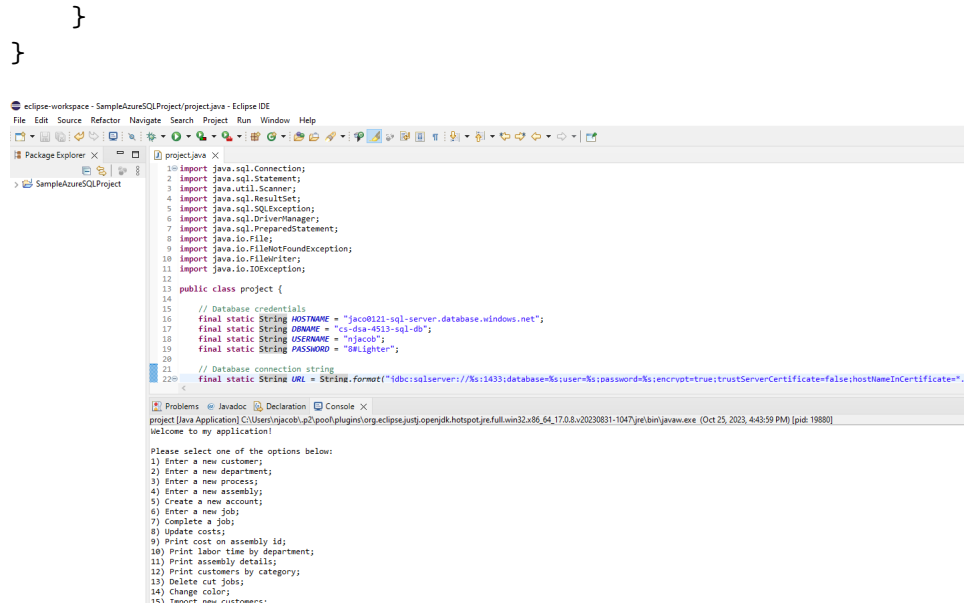 }
}
eclipse-workspace - SampleAzureSQLProject/project.java - Eclipse IDE
File Edit Source Refactor Navigate Search Project Run Window Help
Package Explorer
project.java
SampleAzureSQLProject
1 import java.sql.Connection;
2 import java.sql.Statement;
3 import java.util.Scanner;
4 import java.sql.ResultSet;
5 import java.sql.SQLException;
6 import java.sql.DriverManager;
7 import java.sql.PreparedStatement;
8 import java.io.File;
9 import java.io.FileNotFoundException;
10 import java.io.FileWriter;
11 import java.io.IOException;
12
13 public class project {
14
15 // Database credentials
16 final static String HOSTNAME = "jaco0121-sql-server.database.windows.net";
17 final static String DBNAME = "cs-dsa-4513-sql-db";
18 final static String USERNAME = "njacob";
19 final static String PASSWORD = "8#Lighter";
20
21 // Database connection string
22 final static String URL = String.format("jdbc:sqlserver://%s:1433;database=%s;user=%s;password=%s;encrypt=true;trustServerCertificate=false;hostNameInCertificate=*.
Problems Javadoc Declaration Console
project [Java Application] C:\Users\njacob\.p2\pool\plugins\org.eclipse.justj.openjdk.hotspot.jre.full.win32.x86_64_17.0.8.v20230831-1047\jre\bin\javaw.exe (Oct 25, 2023, 4:43:59 PM) [pid: 19880]
Welcome to my application!
Please select one of the options below:
1) Enter a new customer;
2) Enter a new department;
3) Enter a new process;
4) Enter a new assembly;
5) Create a new account;
6) Enter a new job;
7) Complete a job;
8) Update costs;
9) Print cost on assembly id;
10) Print labor time by department;
11) Print assembly details;
12) Print customers by category;
13) Delete cut jobs;
14) Change color;
15) Import new customers;